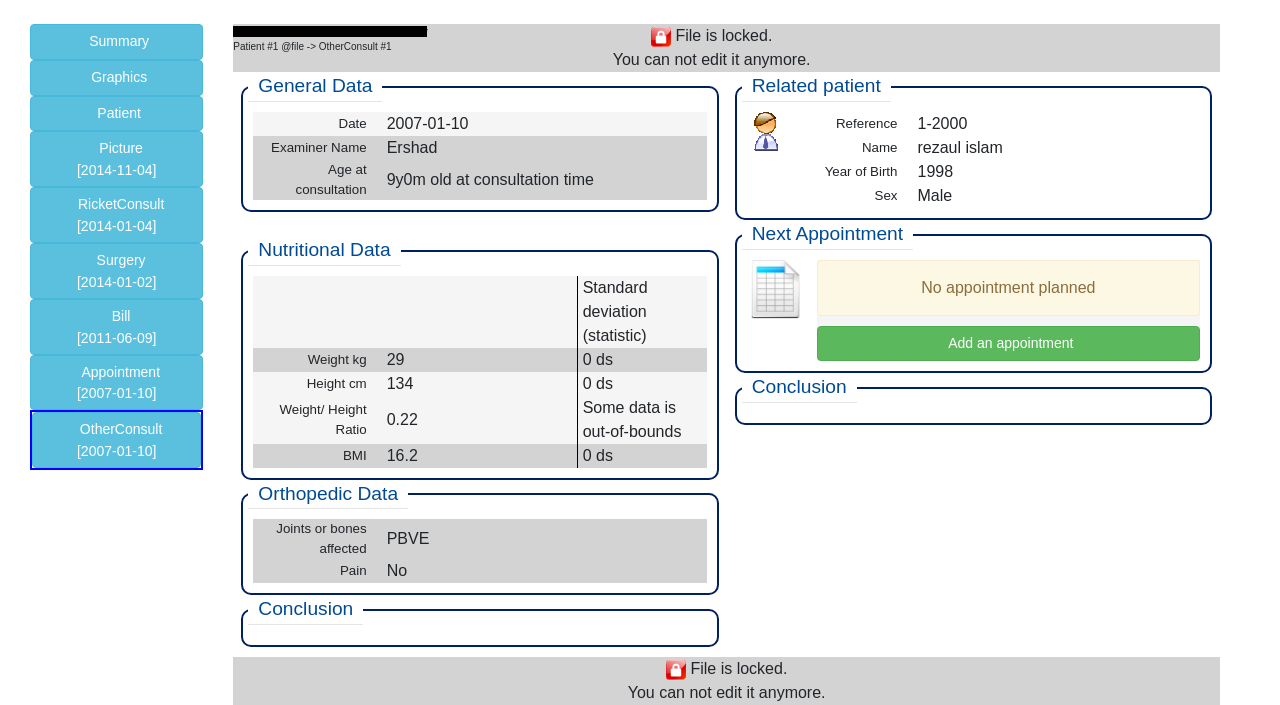 Summary
Graphics
Patient
Picture
[2014-11-04]
RicketConsult
[2014-01-04]
Surgery
[2014-01-02]
Bill
[2011-06-09]
Appointment
[2007-01-10]
OtherConsult
[2007-01-10]
Patient #1 @file -> OtherConsult #1
File is locked.
You can not edit it anymore.
General Data
Date 2007-01-10
Examiner Name Ershad
Age at
consultation 9y0m old at consultation time
Nutritional Data
Standard
deviation
(statistic)
Weight kg 29 0 ds
Height cm 134 0 ds
Weight/ Height
Ratio 0.22 Some data is
out-of-bounds
BMI 16.2 0 ds
Orthopedic Data
Joints or bones
affected PBVE
Pain No
Conclusion
Related patient
Reference 1-2000
Name rezaul islam
Year of Birth 1998
Sex Male
Next Appointment
No appointment planned
Add an appointment
Conclusion
File is locked.
You can not edit it anymore.